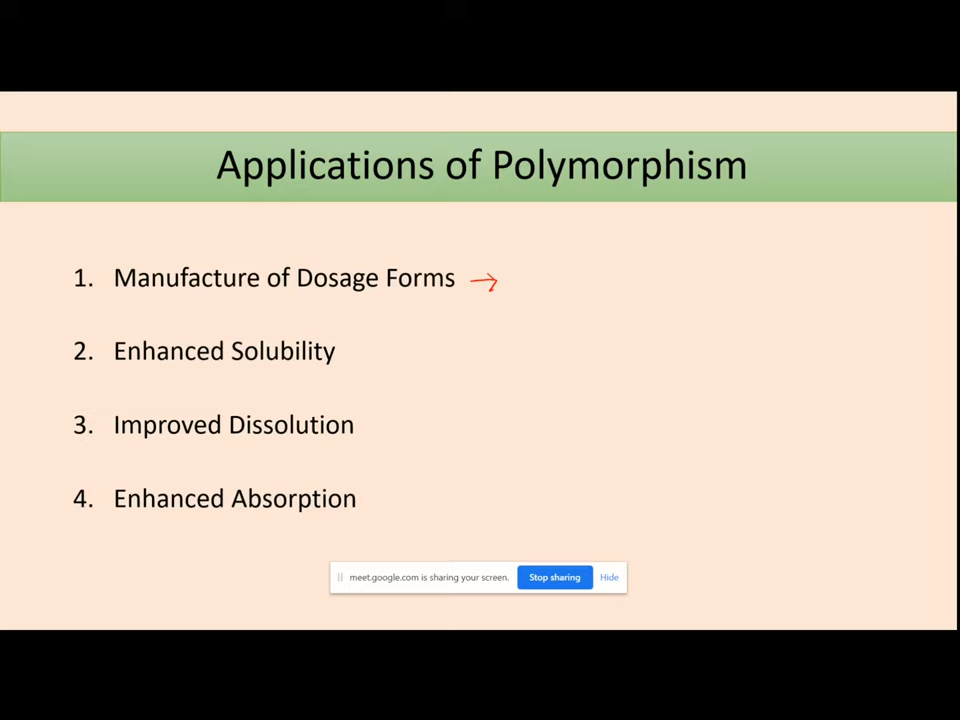 Applications of Polymorphism
1. Manufacture of Dosage Forms →
2. Enhanced Solubility
3. Improved Dissolution
4. Enhanced Absorption
meet.google.com is sharing your screen. Stop sharing Hide